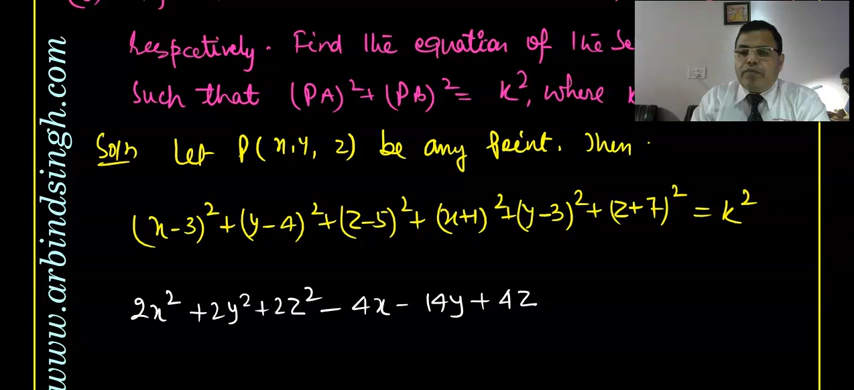 Respcetively. Find the equation of the Se
Such that (PA)² + (PB)² = k², where k
Soln Let P(x, y, z) be any point. Then .
(x-3)² + (y-4)² + (z-5)² + (x+1)² + (y-3)² + (z+7)² = k²
2x² + 2y² + 2z² - 4x - 14y + 4z
www.arbindsingh.com